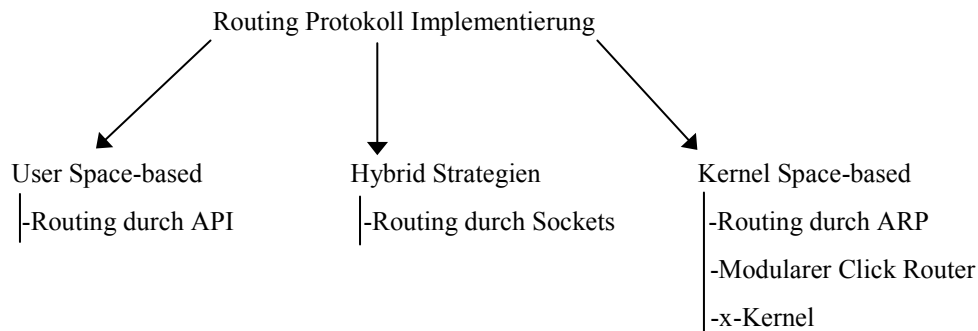 Routing Protokoll Implementierung
User Space-based
-Routing durch API
Hybrid Strategien
-Routing durch Sockets
Kernel Space-based
-Routing durch ARP
-Modularer Click Router
-x-Kernel